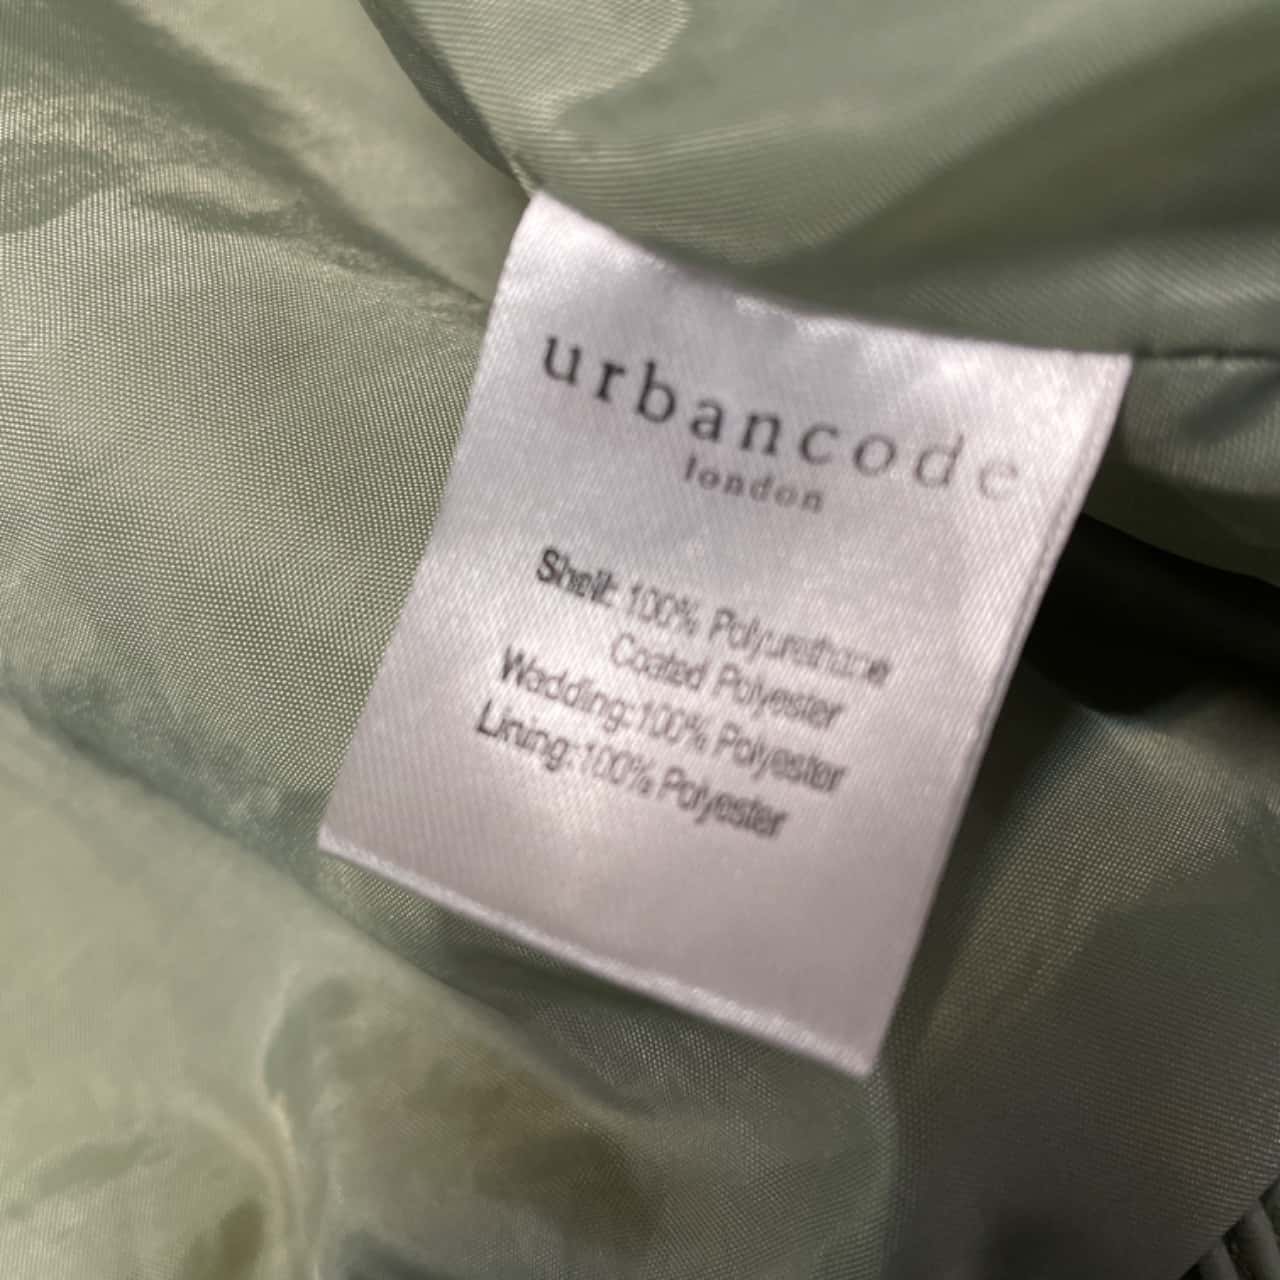 urbancode
london
Shell: 100% Polyurethane
Coated Polyester
Wadding:100% Polyester
Lining:100% Polyester